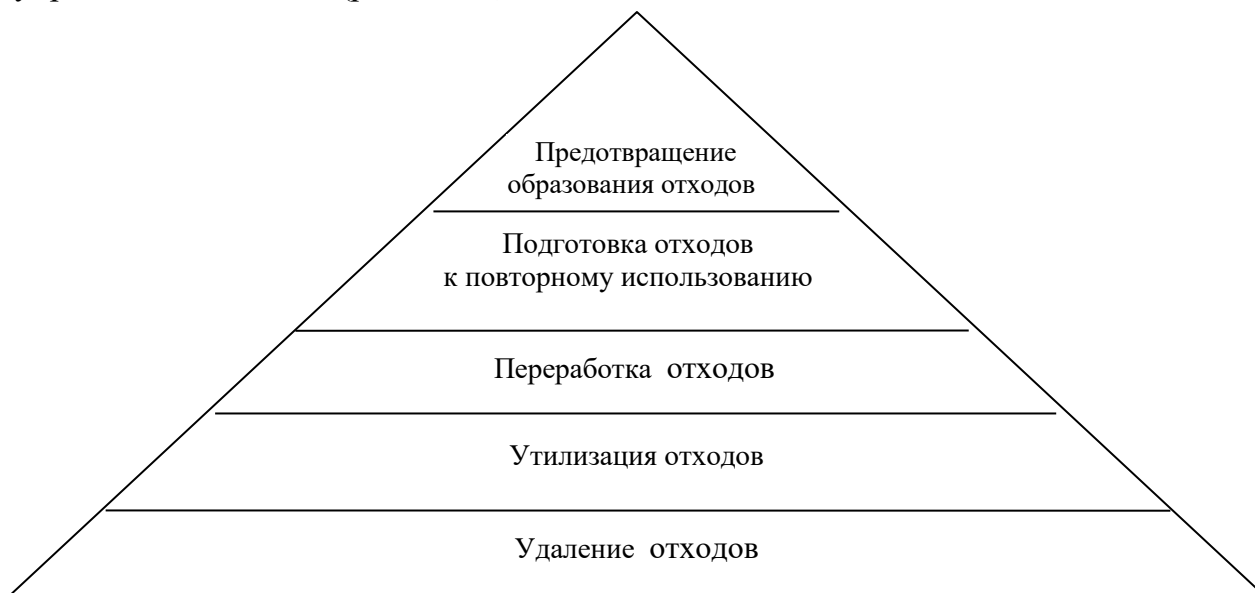 Предотвращение
образования отходов
Подготовка отходов
к повторному использованию
Переработка отходов
Утилизация отходов
Удаление отходов